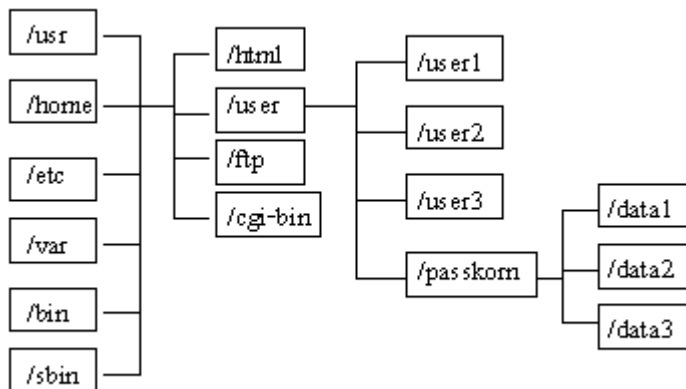 /usr
/home
/etc
/var
/bin
/sbin
/html
/user
/ftp
/cgi-bin
/user1
/user2
/user3
/passkorn
/data1
/data2
/data3